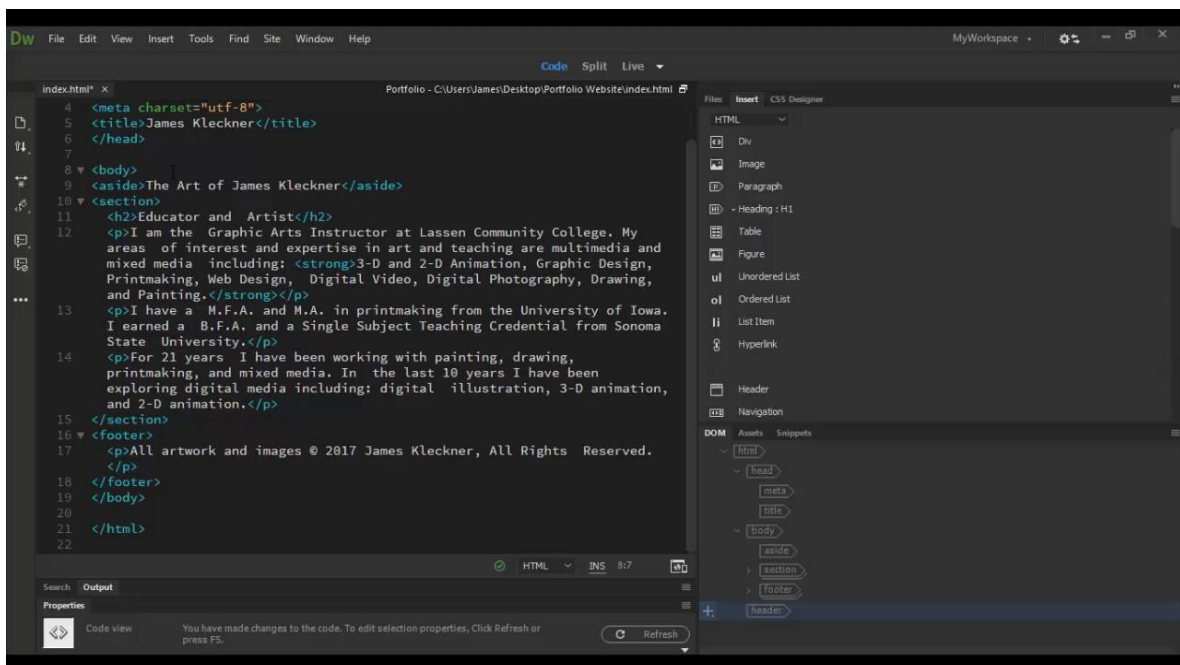 Dw File Edit View Insert Tools Find Site Window Help MyWorkspace
Code Split Live
index.html* × Portfolio - C:\Users\James\Desktop\Portfolio Website\index.html
4 <meta charset="utf-8">
5 <title>James Kleckner</title>
6 </head>
7
8 <body>
9 <aside>The Art of James Kleckner</aside>
10 <section>
11 <h2>Educator and Artist</h2>
12 <p>I am the Graphic Arts Instructor at Lassen Community College. My
areas of interest and expertise in art and teaching are multimedia and
mixed media including: <strong>3-D and 2-D Animation, Graphic Design,
Printmaking, Web Design, Digital Video, Digital Photography, Drawing,
and Painting.</strong></p>
13 <p>I have a M.F.A. and M.A. in printmaking from the University of Iowa.
I earned a B.F.A. and a Single Subject Teaching Credential from Sonoma
State University.</p>
14 <p>For 21 years I have been working with painting, drawing,
printmaking, and mixed media. In the last 10 years I have been
exploring digital media including: digital illustration, 3-D animation,
and 2-D animation.</p>
15 </section>
16 <footer>
17 <p>All artwork and images © 2017 James Kleckner, All Rights Reserved.
</p>
18 </footer>
19 </body>
20
21 </html>
22
HTML INS 8:7
Search Output
Properties
Code view You have made changes to the code. To edit selection properties, Click Refresh or
press F5.
Refresh
Files Insert CSS Designer
HTML
Div
Image
Paragraph
Heading : H1
Table
Figure
ul Unordered List
ol Ordered List
li List Item
Hyperlink
Header
Navigation
DOM Assets Snippets
html
head
meta
title
body
aside
section
footer
header